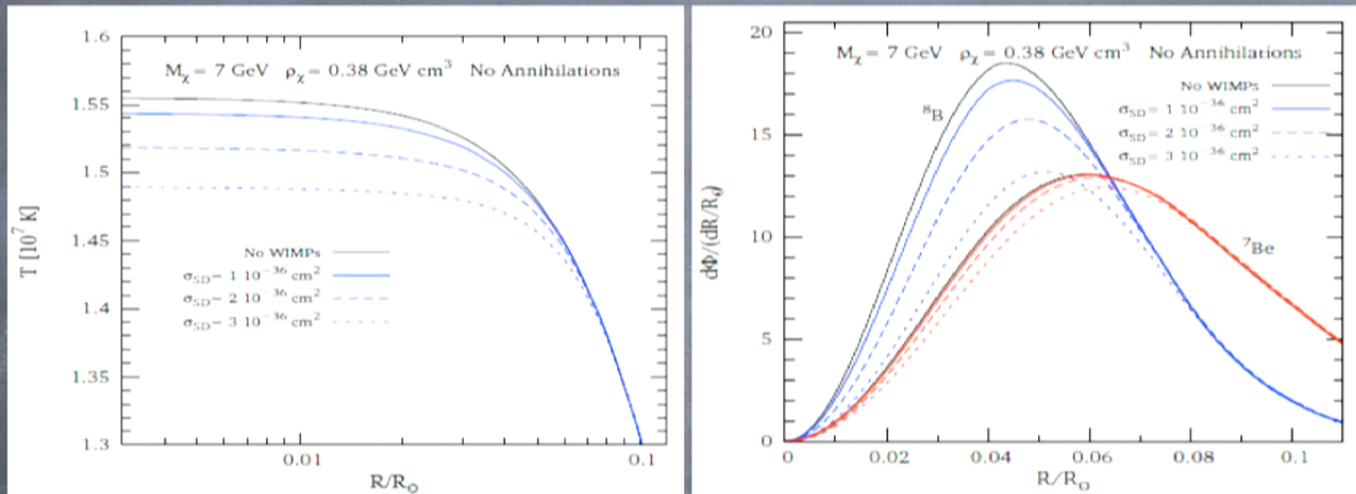 1.6
1.55
1.5
1.45
1.4
1.35
1.3
T [10⁷ K]
Mχ = 7 GeV ρχ = 0.38 GeV cm³ No Annihilations
No WIMPs
σSD= 1 10⁻³⁶ cm²
σSD= 2 10⁻³⁶ cm²
σSD= 3 10⁻³⁶ cm²
0.01 0.1
R/R⊙
20
15
10
5
0
dΦ/(dR/R⊙)
Mχ = 7 GeV ρχ = 0.38 GeV cm³ No Annihilations
No WIMPs
σSD= 1 10⁻³⁶ cm²
σSD= 2 10⁻³⁶ cm²
σSD= 3 10⁻³⁶ cm²
⁸B
⁷Be
0 0.02 0.04 0.06 0.08 0.1
R/R⊙